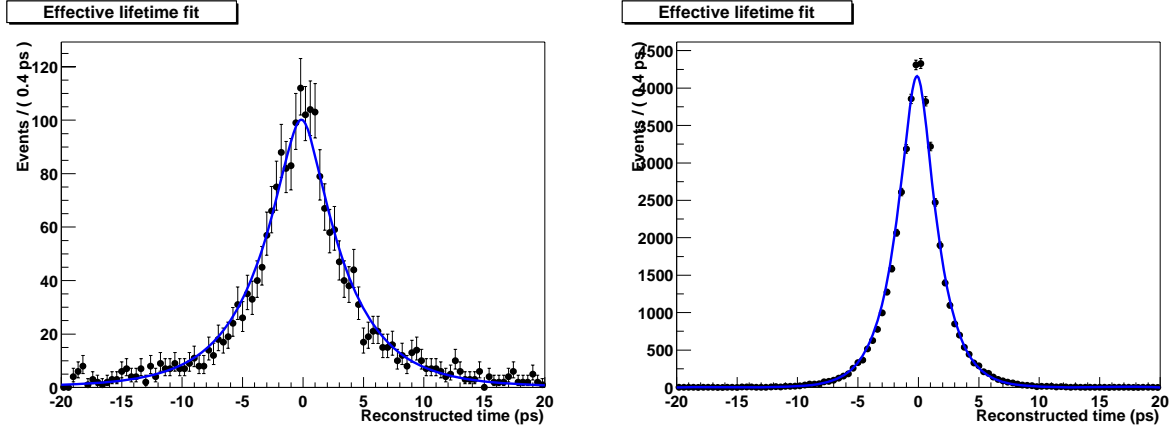 Effective lifetime fit
Events / ( 0.4 ps )
120
100
80
60
40
20
0
-20 -15 -10 -5 0 5 10 15 20
Reconstructed time (ps)
Effective lifetime fit
Events / ( 0.4 ps )
4500
4000
3500
3000
2500
2000
1500
1000
500
0
-20 -15 -10 -5 0 5 10 15 20
Reconstructed time (ps)